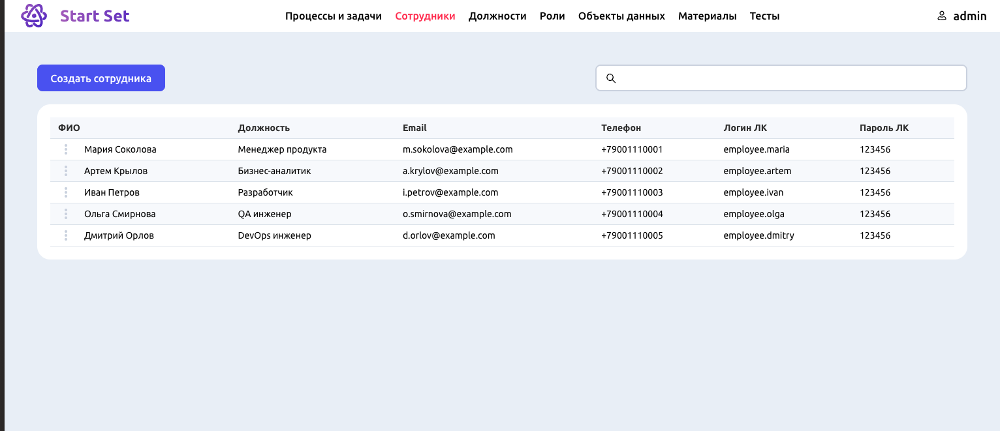 Start Set Процессы и задачи Сотрудники Должности Роли Объекты данных Материалы Тесты admin
Создать сотрудника
ФИО Должность Email Телефон Логин ЛК Пароль ЛК
Мария Соколова Менеджер продукта m.sokolova@example.com +79001110001 employee.maria 123456
Артем Крылов Бизнес-аналитик a.krylov@example.com +79001110002 employee.artem 123456
Иван Петров Разработчик i.petrov@example.com +79001110003 employee.ivan 123456
Ольга Смирнова QA инженер o.smirnova@example.com +79001110004 employee.olga 123456
Дмитрий Орлов DevOps инженер d.orlov@example.com +79001110005 employee.dmitry 123456